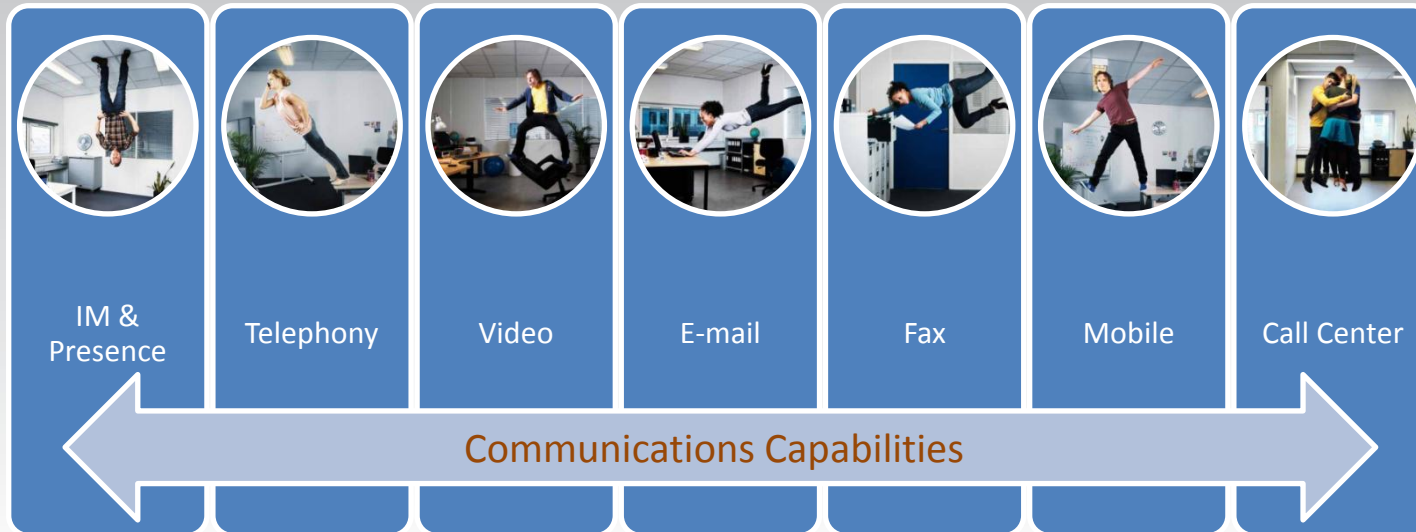 IM &
Presence
Telephony
Video
E-mail
Fax
Mobile
Call Center
Communications Capabilities